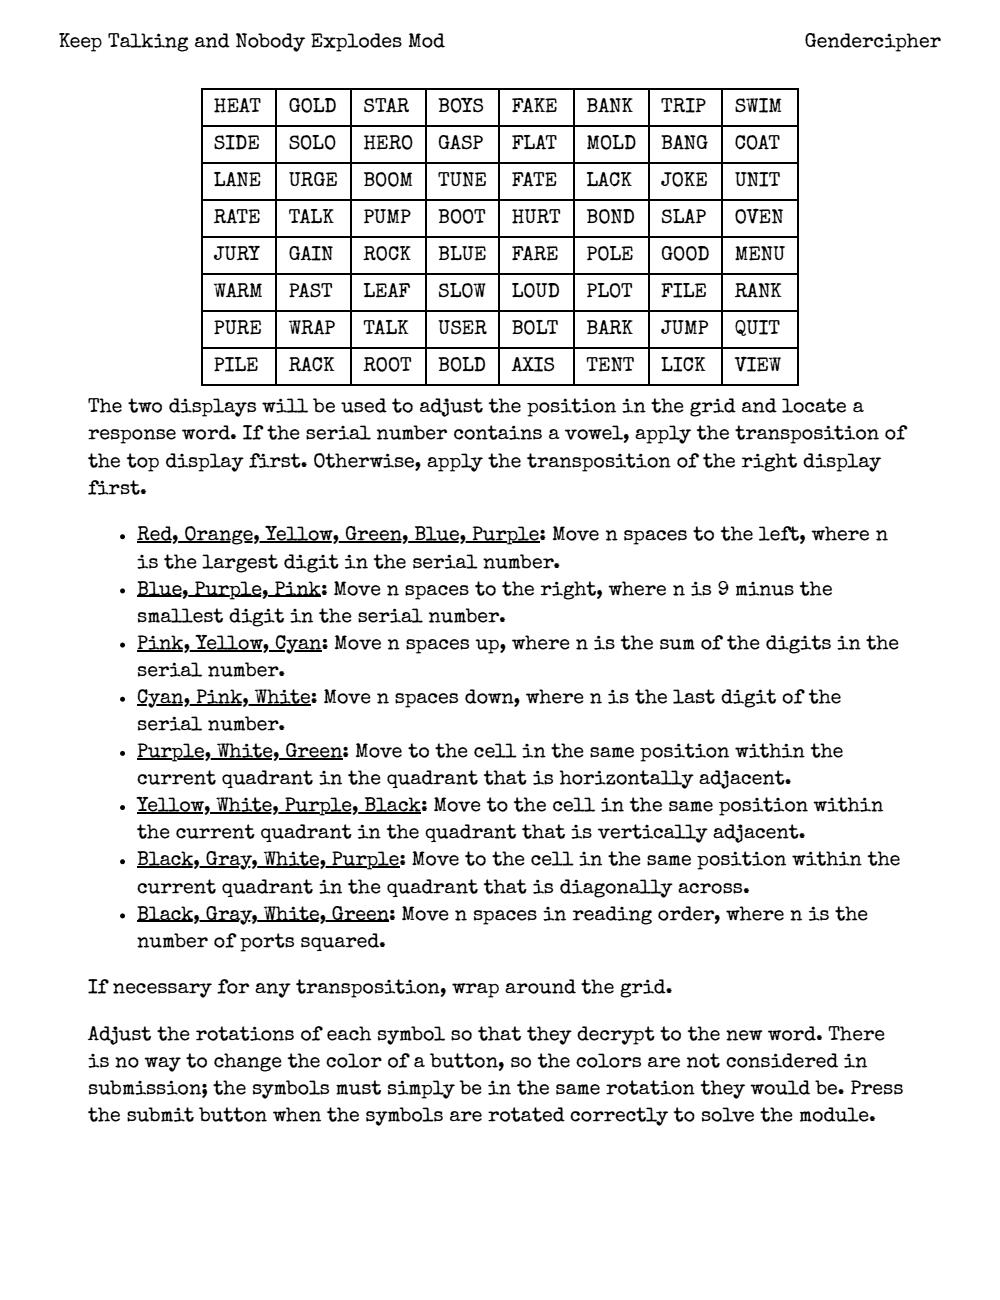 Keep Talking and Nobody Explodes Mod Gendercipher
HEAT GOLD STAR BOYS FAKE BANK TRIP SWIM
SIDE SOLO HERO GASP FLAT MOLD BANG COAT
LANE URGE BOOM TUNE FATE LACK JOKE UNIT
RATE TALK PUMP BOOT HURT BOND SLAP OVEN
JURY GAIN ROCK BLUE FARE POLE GOOD MENU
WARM PAST LEAF SLOW LOUD PLOT FILE RANK
PURE WRAP TALK USER BOLT BARK JUMP QUIT
PILE RACK ROOT BOLD AXIS TENT LICK VIEW
The two displays will be used to adjust the position in the grid and locate a
response word. If the serial number contains a vowel, apply the transposition of
the top display first. Otherwise, apply the transposition of the right display
first.
• Red, Orange, Yellow, Green, Blue, Purple: Move n spaces to the left, where n
is the largest digit in the serial number.
• Blue, Purple, Pink: Move n spaces to the right, where n is 9 minus the
smallest digit in the serial number.
• Pink, Yellow, Cyan: Move n spaces up, where n is the sum of the digits in the
serial number.
• Cyan, Pink, White: Move n spaces down, where n is the last digit of the
serial number.
• Purple, White, Green: Move to the cell in the same position within the
current quadrant in the quadrant that is horizontally adjacent.
• Yellow, White, Purple, Black: Move to the cell in the same position within
the current quadrant in the quadrant that is vertically adjacent.
• Black, Gray, White, Purple: Move to the cell in the same position within the
current quadrant in the quadrant that is diagonally across.
• Black, Gray, White, Green: Move n spaces in reading order, where n is the
number of ports squared.
If necessary for any transposition, wrap around the grid.
Adjust the rotations of each symbol so that they decrypt to the new word. There
is no way to change the color of a button, so the colors are not considered in
submission; the symbols must simply be in the same rotation they would be. Press
the submit button when the symbols are rotated correctly to solve the module.